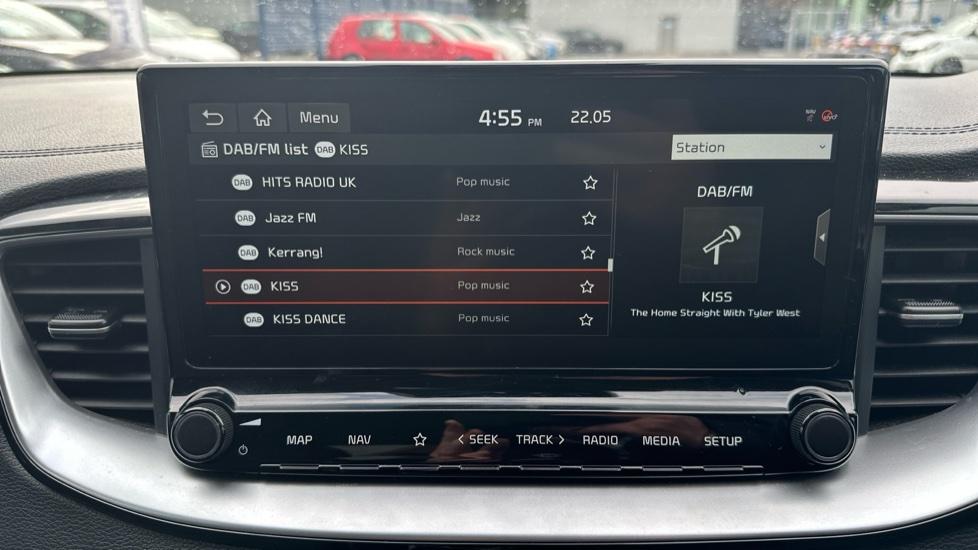 Menu
4:55 PM
22.05
DAB/FM list DAB KISS
Station
DAB HITS RADIO UK Pop music
DAB Jazz FM Jazz
DAB Kerrang! Rock music
DAB KISS Pop music
DAB KISS DANCE Pop music
DAB/FM
KISS
The Home Straight With Tyler West
MAP NAV < SEEK TRACK > RADIO MEDIA SETUP